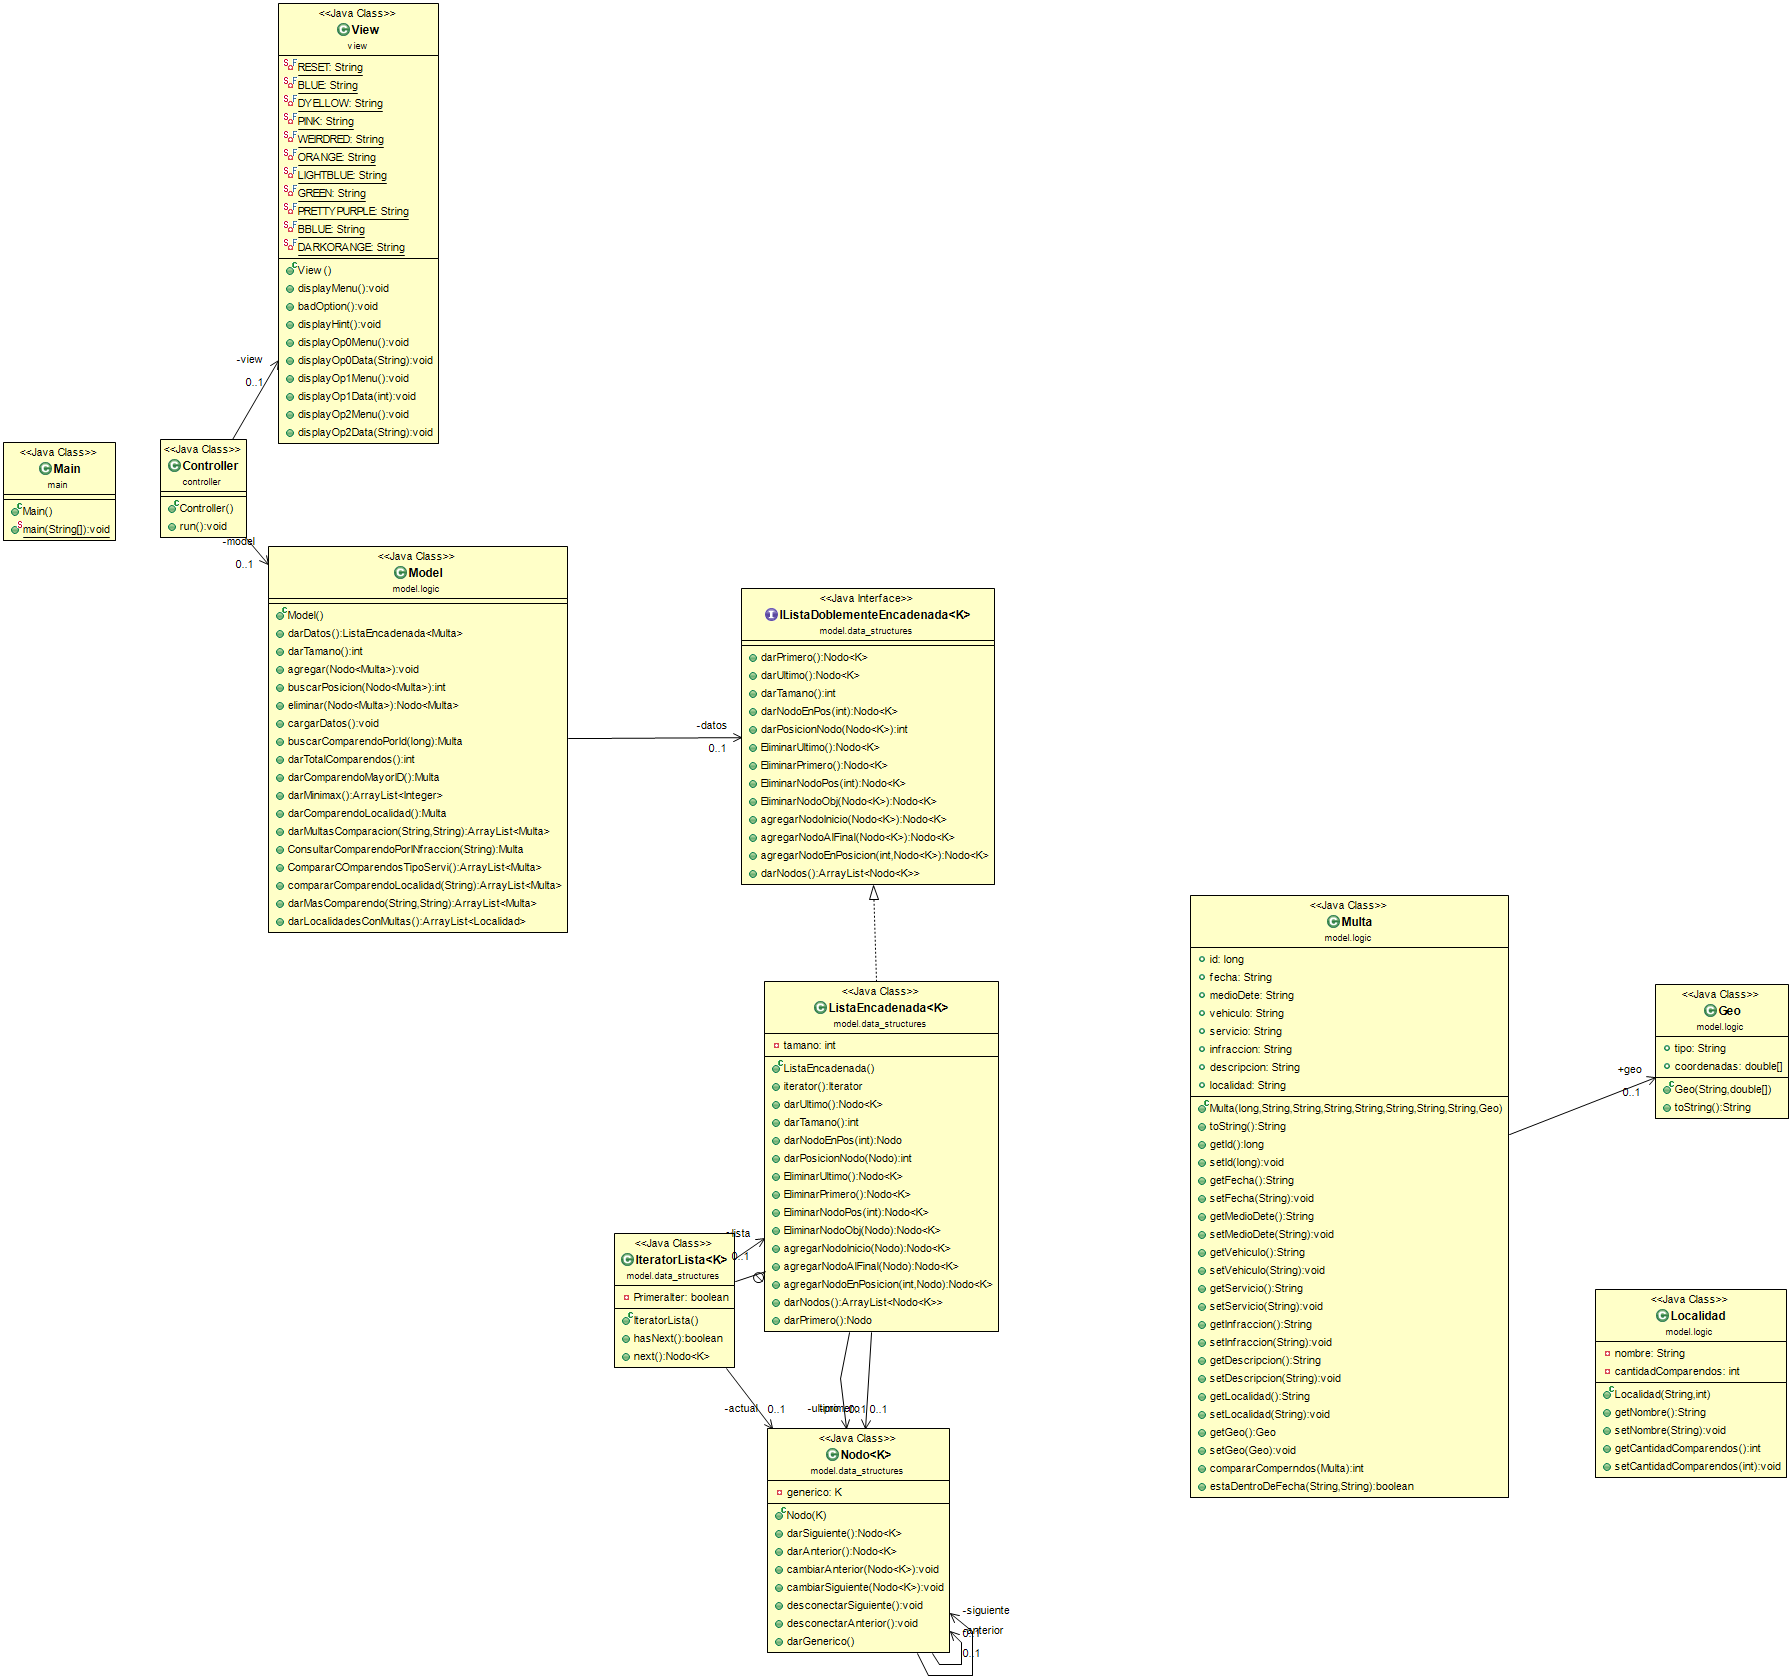 <<Java Class>>
View
view
RESET: String
BLUE: String
DYELLOW: String
PINK: String
WEIRDRED: String
ORANGE: String
LIGHTBLUE: String
GREEN: String
PRETTYPURPLE: String
BBLUE: String
DARKORANGE: String
View()
displayMenu():void
badOption():void
displayHint():void
displayOp0Menu():void
displayOp0Data(String):void
displayOp1Menu():void
displayOp1Data(int):void
displayOp2Menu():void
displayOp2Data(String):void
-view
0..1
<<Java Class>>
Main
main
Main()
main(String[]):void
<<Java Class>>
Controller
controller
Controller()
run():void
-model
0..1
<<Java Class>>
Model
model.logic
Model()
darDatos():ListaEncadenada<Multa>
darTamano():int
agregar(Nodo<Multa>):void
buscarPosicion(Nodo<Multa>):int
eliminar(Nodo<Multa>):Nodo<Multa>
cargarDatos():void
buscarComparendoPorId(long):Multa
darTotalComparendos():int
darComparendoMayorID():Multa
darMinimax():ArrayList<Integer>
darComparendoLocalidad():Multa
darMultasComparacion(String,String):ArrayList<Multa>
ConsultarComparendoPorINfraccion(String):Multa
CompararCOmparendosTipoServi():ArrayList<Multa>
compararComparendoLocalidad(String):ArrayList<Multa>
darMasComparendo(String,String):ArrayList<Multa>
darLocalidadesConMultas():ArrayList<Localidad>
-datos
0..1
<<Java Interface>>
IListaDoblementeEncadenada<K>
model.data_structures
darPrimero():Nodo<K>
darUltimo():Nodo<K>
darTamano():int
darNodoEnPos(int):Nodo<K>
darPosicionNodo(Nodo<K>):int
EliminarUltimo():Nodo<K>
EliminarPrimero():Nodo<K>
EliminarNodoPos(int):Nodo<K>
EliminarNodoObj(Nodo<K>):Nodo<K>
agregarNodoInicio(Nodo<K>):Nodo<K>
agregarNodoAlFinal(Nodo<K>):Nodo<K>
agregarNodoEnPosicion(int,Nodo<K>):Nodo<K>
darNodos():ArrayList<Nodo<K>>
<<Java Class>>
ListaEncadenada<K>
model.data_structures
tamano: int
ListaEncadenada()
iterator():Iterator
darUltimo():Nodo<K>
darTamano():int
darNodoEnPos(int):Nodo
darPosicionNodo(Nodo):int
EliminarUltimo():Nodo<K>
EliminarPrimero():Nodo<K>
EliminarNodoPos(int):Nodo<K>
EliminarNodoObj(Nodo):Nodo<K>
agregarNodoInicio(Nodo):Nodo<K>
agregarNodoAlFinal(Nodo):Nodo<K>
agregarNodoEnPosicion(int,Nodo):Nodo<K>
darNodos():ArrayList<Nodo<K>>
darPrimero():Nodo
-lista
0..1
<<Java Class>>
IteratorLista<K>
model.data_structures
PrimeraIter: boolean
IteratorLista()
hasNext():boolean
next():Nodo<K>
-actual
0..1
0..1
<<Java Class>>
Nodo<K>
model.data_structures
generico: K
Nodo(K)
darSiguiente():Nodo<K>
darAnterior():Nodo<K>
cambiarAnterior(Nodo<K>):void
cambiarSiguiente(Nodo<K>):void
desconectarSiguiente():void
desconectarAnterior():void
darGenerico()
-siguiente
-anterior
0..1
<<Java Class>>
Multa
model.logic
id: long
fecha: String
medioDete: String
vehiculo: String
servicio: String
infraccion: String
descripcion: String
localidad: String
Multa(long,String,String,String,String,String,String,String,Geo)
toString():String
getId():long
setId(long):void
getFecha():String
setFecha(String):void
getMedioDete():String
setMedioDete(String):void
getVehiculo():String
setVehiculo(String):void
getServicio():String
setServicio(String):void
getInfraccion():String
setInfraccion(String):void
getDescripcion():String
setDescripcion(String):void
getLocalidad():String
setLocalidad(String):void
getGeo():Geo
setGeo(Geo):void
compararComperndos(Multa):int
estaDentroDeFecha(String,String):boolean
+geo
0..1
<<Java Class>>
Geo
model.logic
tipo: String
coordenadas: double[]
Geo(String,double[])
toString():String
<<Java Class>>
Localidad
model.logic
nombre: String
cantidadComparendos: int
Localidad(String,int)
getNombre():String
setNombre(String):void
getCantidadComparendos():int
setCantidadComparendos(int):void